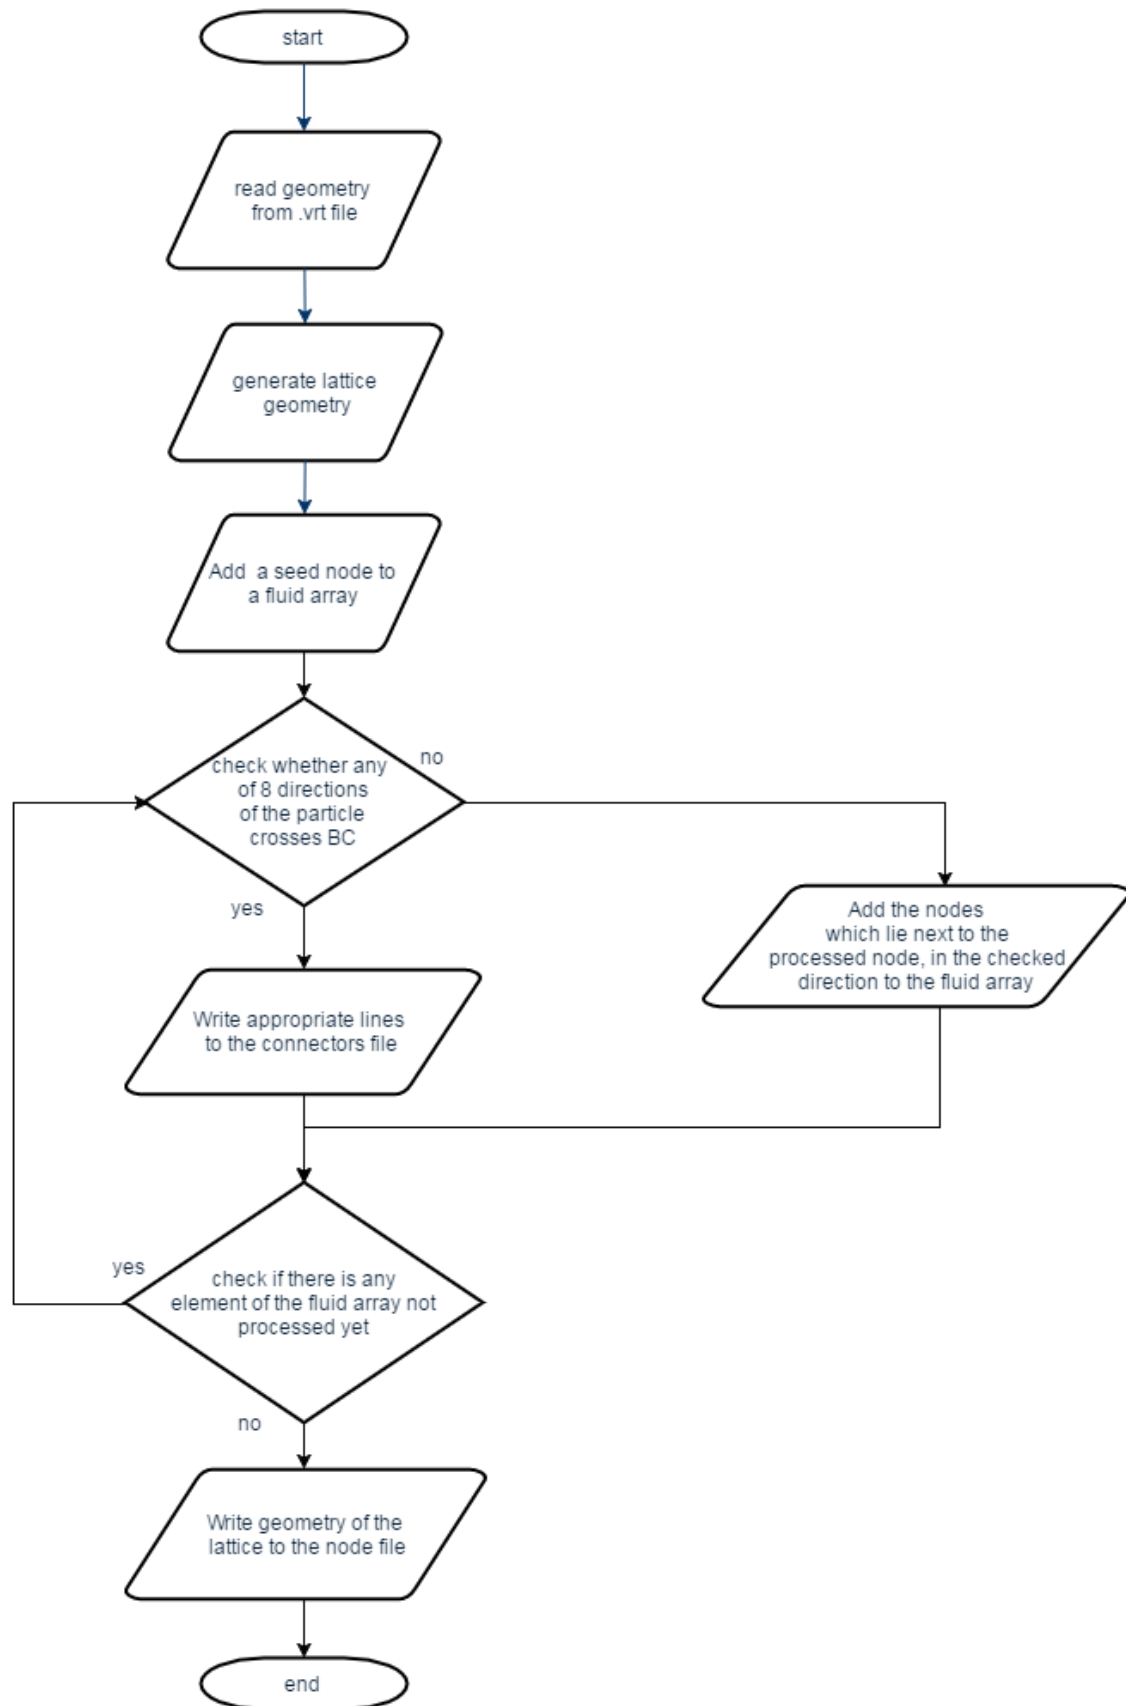 start
read geometry
from .vrt file
generate lattice
geometry
Add a seed node to
a fluid array
check whether any
of 8 directions
of the particle
crosses BC
no
yes
Add the nodes
which lie next to the
processed node, in the checked
direction to the fluid array
Write appropriate lines
to the connectors file
yes
check if there is any
element of the fluid array not
processed yet
no
Write geometry of the
lattice to the node file
end